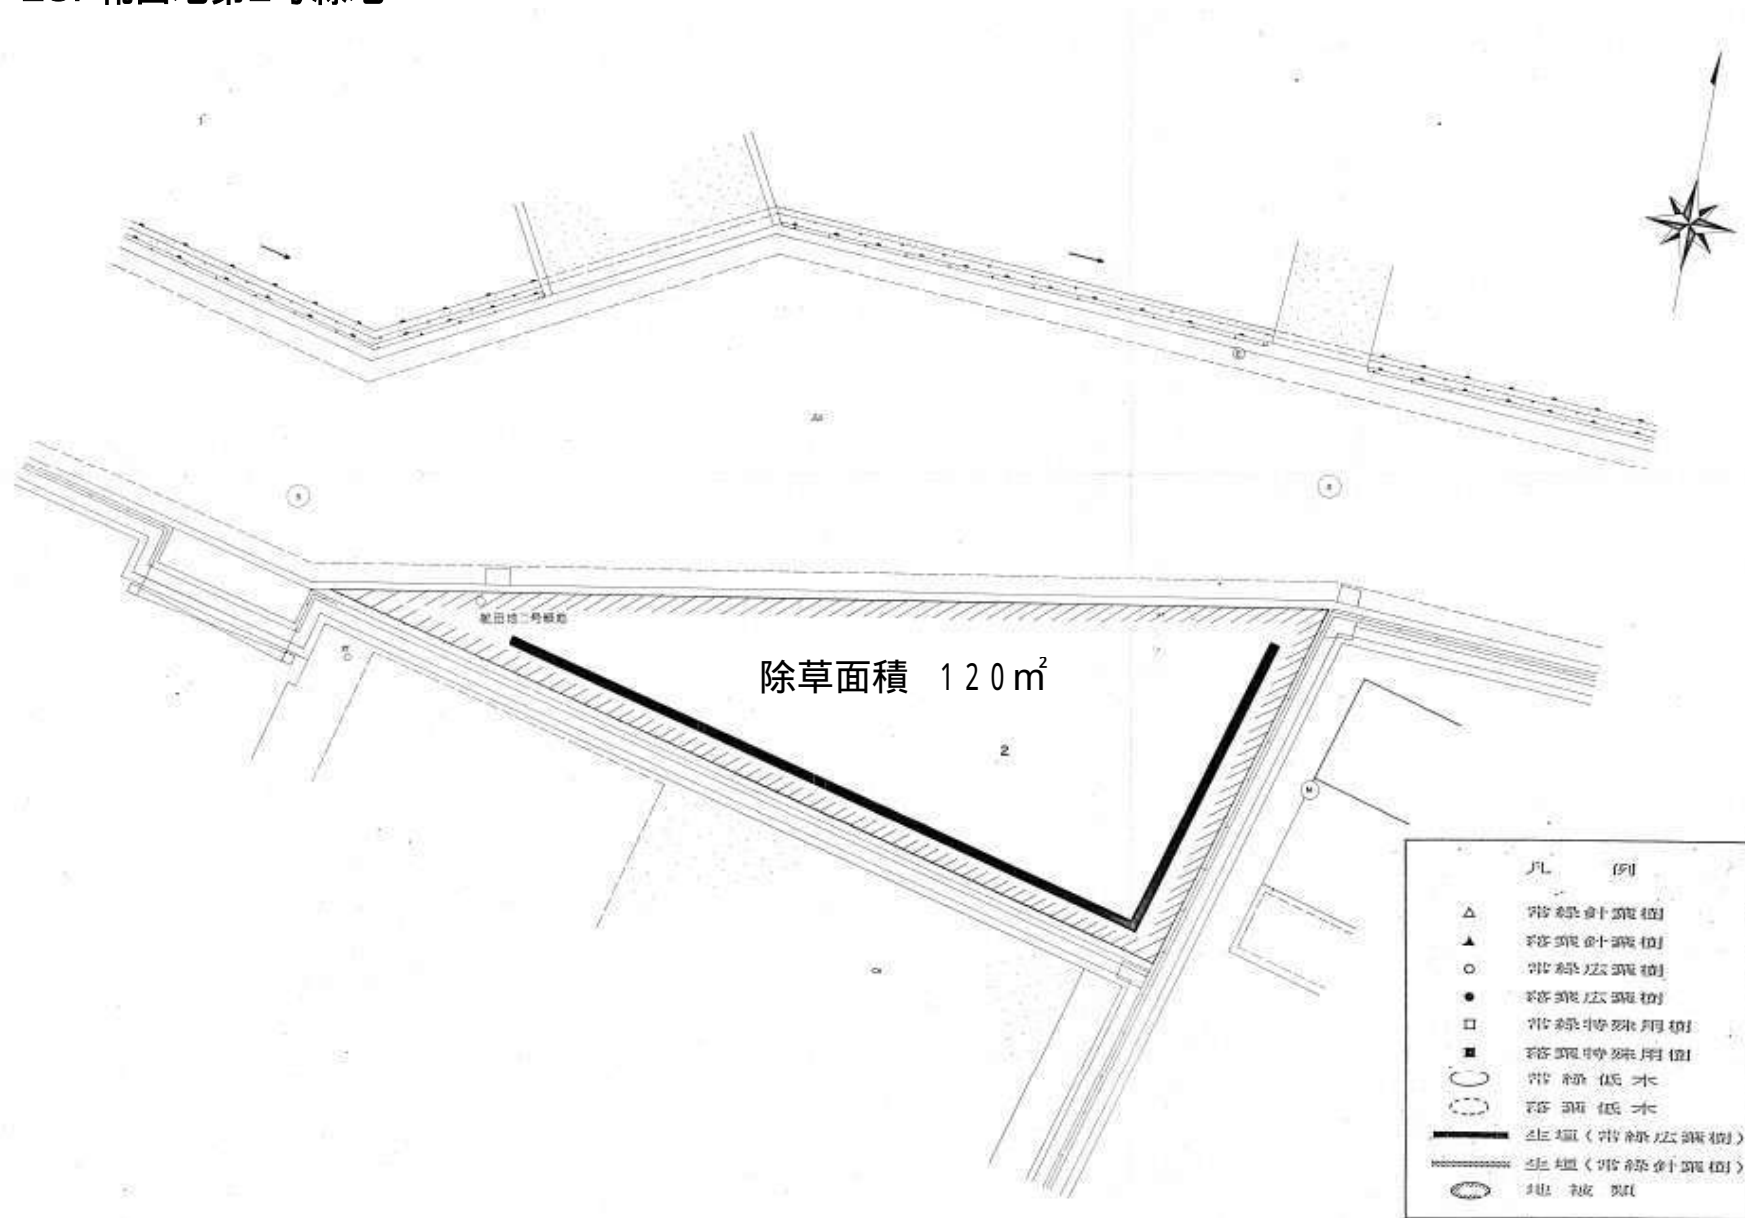 除草面積 120㎡
2
凡 例
常緑針葉樹
落葉針葉樹
常緑広葉樹
落葉広葉樹
常緑特殊用樹
落葉特殊用樹
常緑低木
落葉低木
生垣(常緑広葉樹)
生垣(常緑針葉樹)
地被類